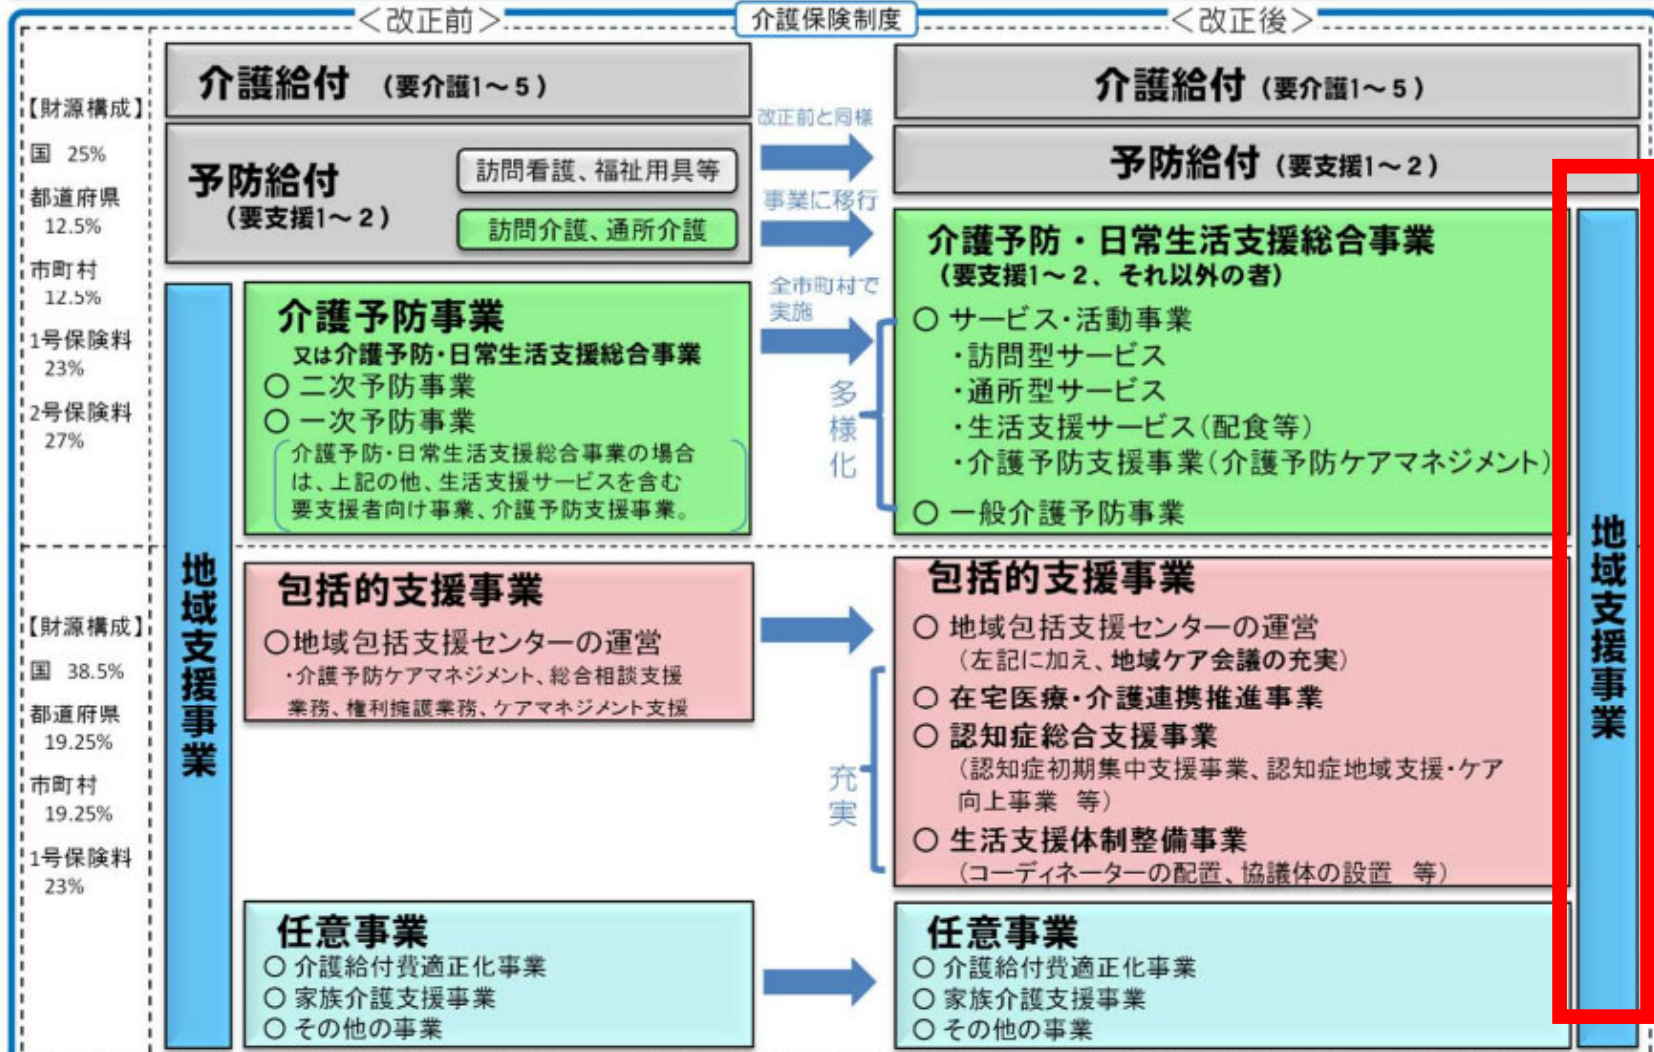 ＜改正前＞
介護保険制度
＜改正後＞
【財源構成】
国 25%
都道府県
12.5%
市町村
12.5%
1号保険料
23%
2号保険料
27%
介護給付 （要介護1～5）
予防給付
（要支援1～2）
訪問看護、福祉用具等
訪問介護、通所介護
地域支援事業
介護予防事業
又は介護予防・日常生活支援総合事業
○ 二次予防事業
○ 一次予防事業
介護予防・日常生活支援総合事業の場合
は、上記の他、生活支援サービスを含む
要支援者向け事業、介護予防支援事業。
改正前と同様
事業に移行
全市町村で
実施
多様化
介護給付（要介護1～5）
予防給付（要支援1～2）
介護予防・日常生活支援総合事業
（要支援1～2、それ以外の者）
○ サービス・活動事業
・訪問型サービス
・通所型サービス
・生活支援サービス（配食等）
・介護予防支援事業（介護予防ケアマネジメント）
○ 一般介護予防事業
地域支援事業
【財源構成】
国 38.5%
都道府県
19.25%
市町村
19.25%
1号保険料
23%
包括的支援事業
○地域包括支援センターの運営
・介護予防ケアマネジメント、総合相談支援
業務、権利擁護業務、ケアマネジメント支援
充実
包括的支援事業
○ 地域包括支援センターの運営
（左記に加え、地域ケア会議の充実）
○ 在宅医療・介護連携推進事業
○ 認知症総合支援事業
（認知症初期集中支援事業、認知症地域支援・ケア
向上事業 等）
○ 生活支援体制整備事業
（コーディネーターの配置、協議体の設置 等）
任意事業
○ 介護給付費適正化事業
○ 家族介護支援事業
○ その他の事業
任意事業
○ 介護給付費適正化事業
○ 家族介護支援事業
○ その他の事業